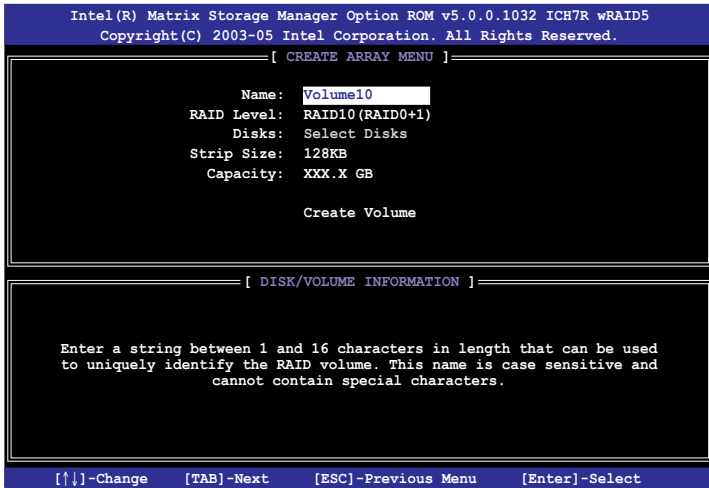 Intel(R) Matrix Storage Manager Option ROM v5.0.0.1032 ICH7R wRAID5
Copyright(C) 2003-05 Intel Corporation. All Rights Reserved.
[ CREATE ARRAY MENU ]
Name: Volume10
RAID Level: RAID10(RAID0+1)
Disks: Select Disks
Strip Size: 128KB
Capacity: XXX.X GB
Create Volume
[ DISK/VOLUME INFORMATION ]
Enter a string between 1 and 16 characters in length that can be used
to uniquely identify the RAID volume. This name is case sensitive and
cannot contain special characters.
[↑↓]-Change [TAB]-Next [ESC]-Previous Menu [Enter]-Select